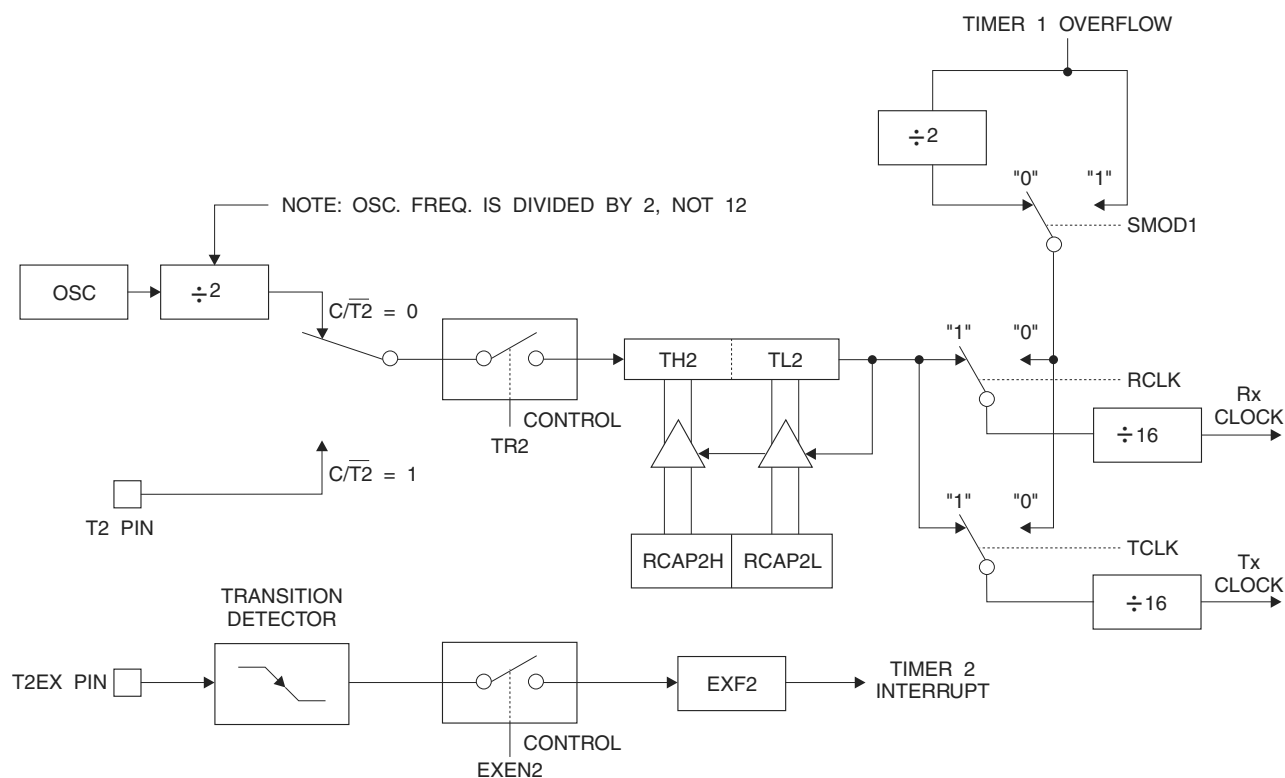 TIMER 1 OVERFLOW
÷2
"0" "1"
NOTE: OSC. FREQ. IS DIVIDED BY 2, NOT 12
SMOD1
OSC
÷2
C/T2̅ = 0
TH2 TL2
"1" "0"
RCLK
Rx
CLOCK
CONTROL
TR2
÷16
C/T2̅ = 1
T2 PIN
"1" "0"
TCLK
RCAP2H RCAP2L
Tx
CLOCK
÷16
TRANSITION
DETECTOR
T2EX PIN
EXF2
TIMER 2
INTERRUPT
CONTROL
EXEN2